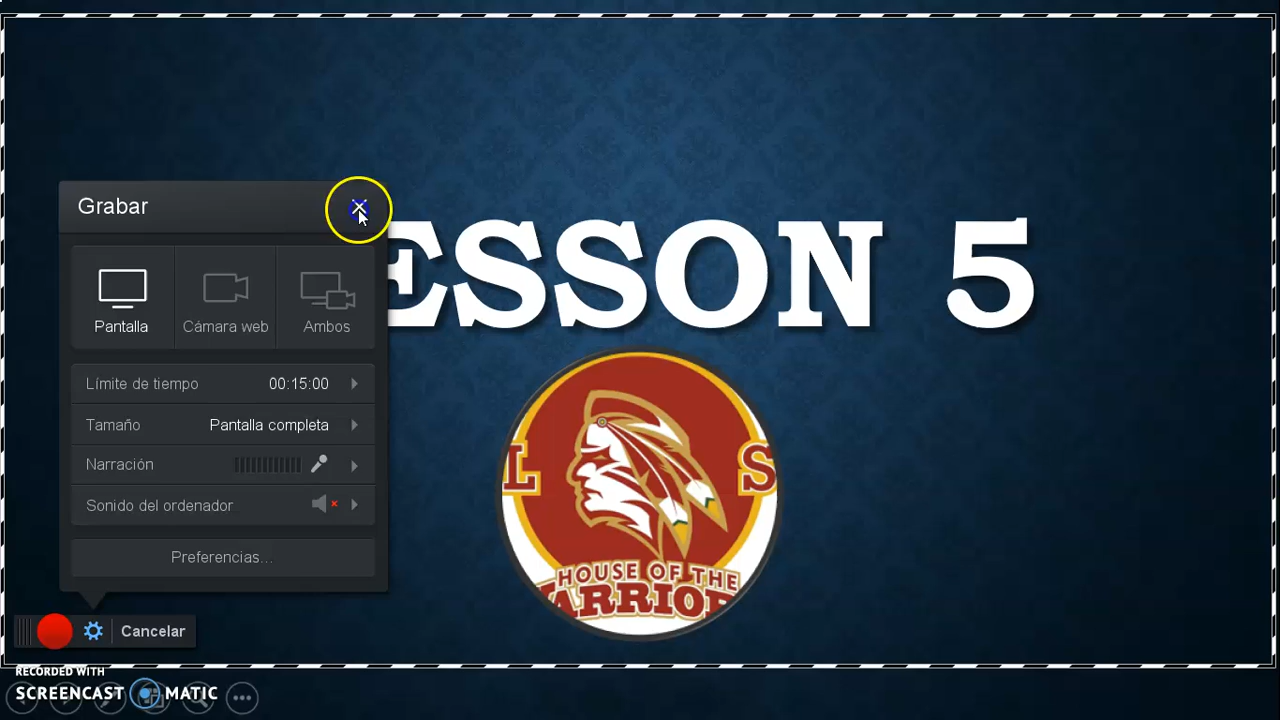 Grabar
ESSON 5
Pantalla
Cámara web
Ambos
Límite de tiempo 00:15:00
Tamaño Pantalla completa
Narración
Sonido del ordenador
Preferencias...
L S
HOUSE OF THE
WARRIOR
Cancelar
RECORDED WITH
SCREENCAST MATIC